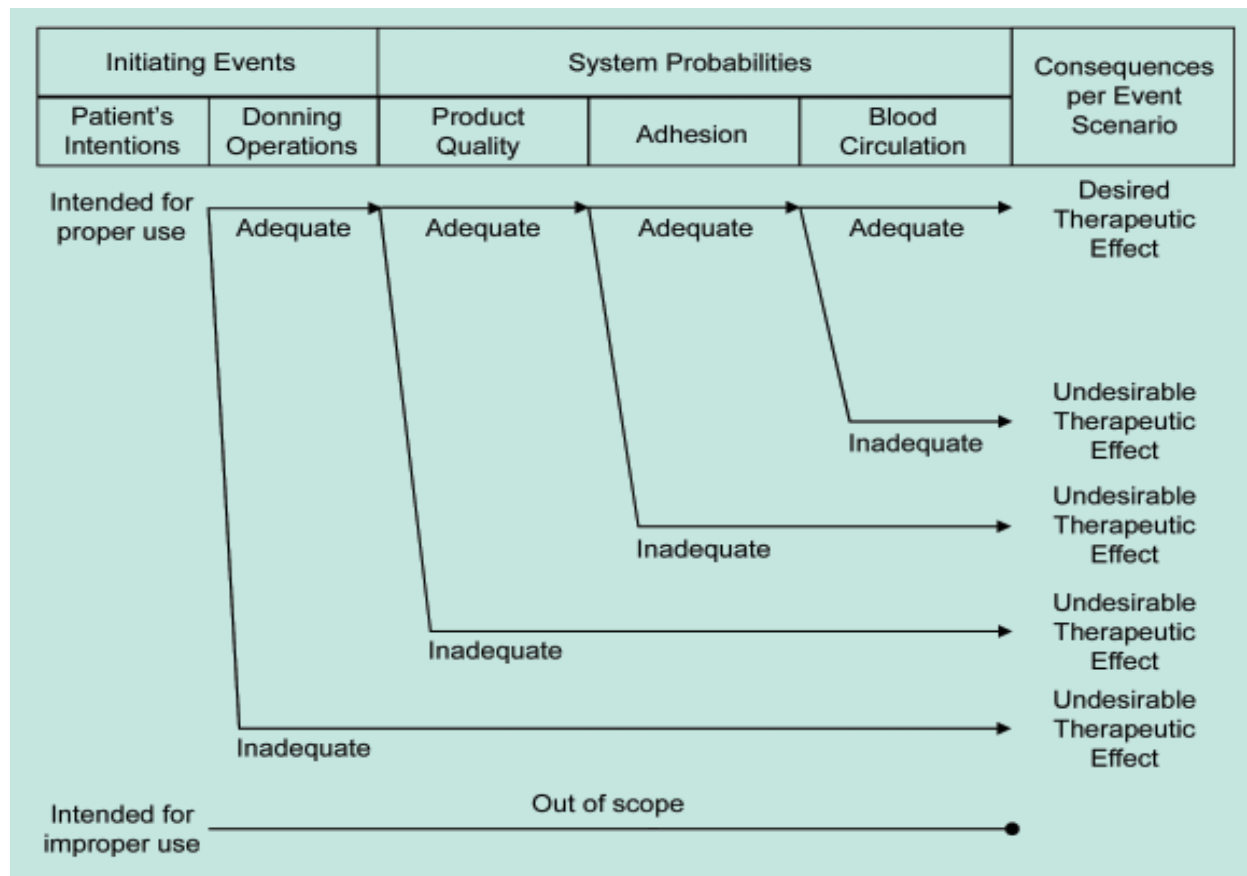 Initiating Events
System Probabilities
Consequences
per Event
Scenario
Patient's
Intentions
Donning
Operations
Product
Quality
Adhesion
Blood
Circulation
Intended for
proper use
Adequate
Adequate
Adequate
Adequate
Desired
Therapeutic
Effect
Inadequate
Undesirable
Therapeutic
Effect
Inadequate
Undesirable
Therapeutic
Effect
Inadequate
Undesirable
Therapeutic
Effect
Inadequate
Undesirable
Therapeutic
Effect
Intended for
improper use
Out of scope